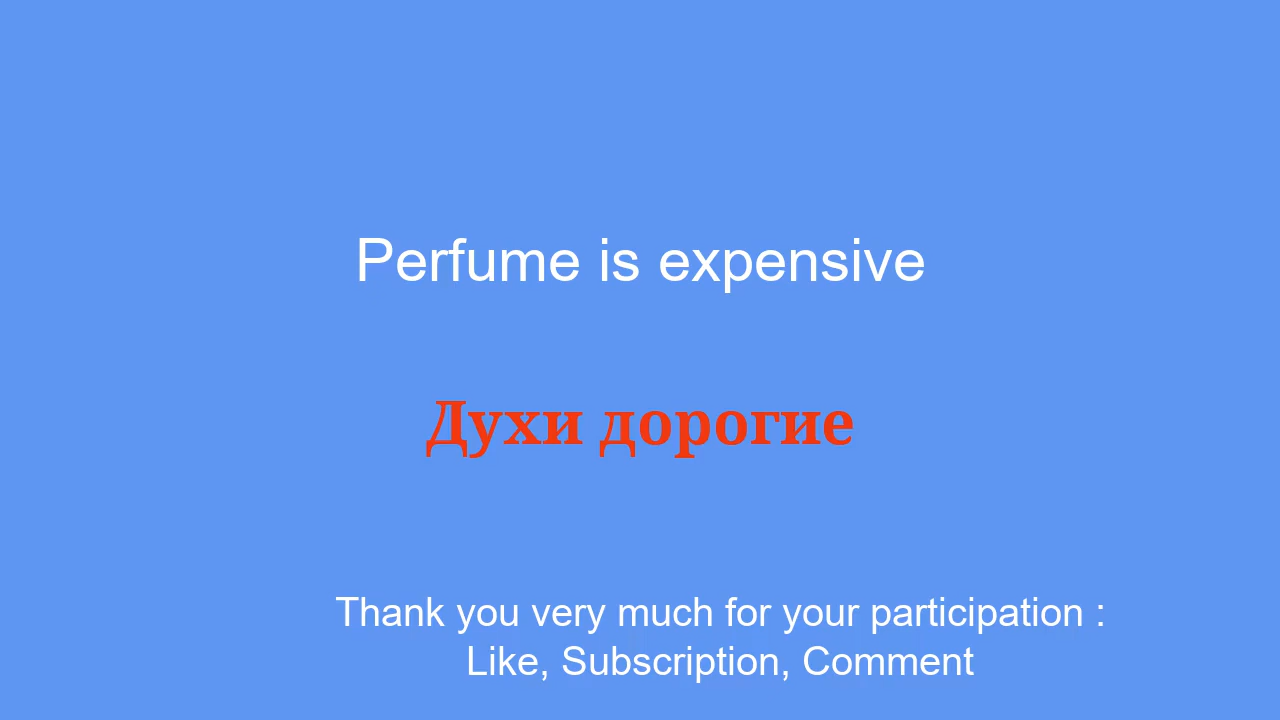 Perfume is expensive
Духи дорогие
Thank you very much for your participation :
Like, Subscription, Comment